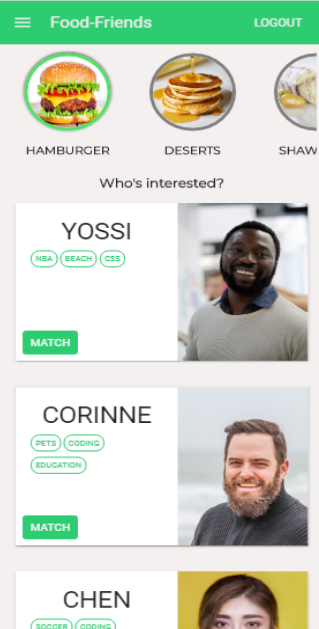 Food-Friends LOGOUT
HAMBURGER DESERTS SHAW
Who's interested?
YOSSI
NBA BEACH CSS
MATCH
CORINNE
PETS CODING
EDUCATION
MATCH
CHEN
SOCCER CODING